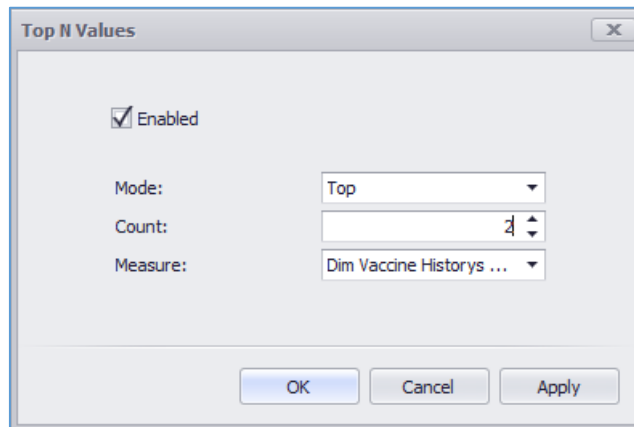 Top N Values
Enabled
Mode: Top
Count: 2
Measure: Dim Vaccine Historys ...
OK Cancel Apply